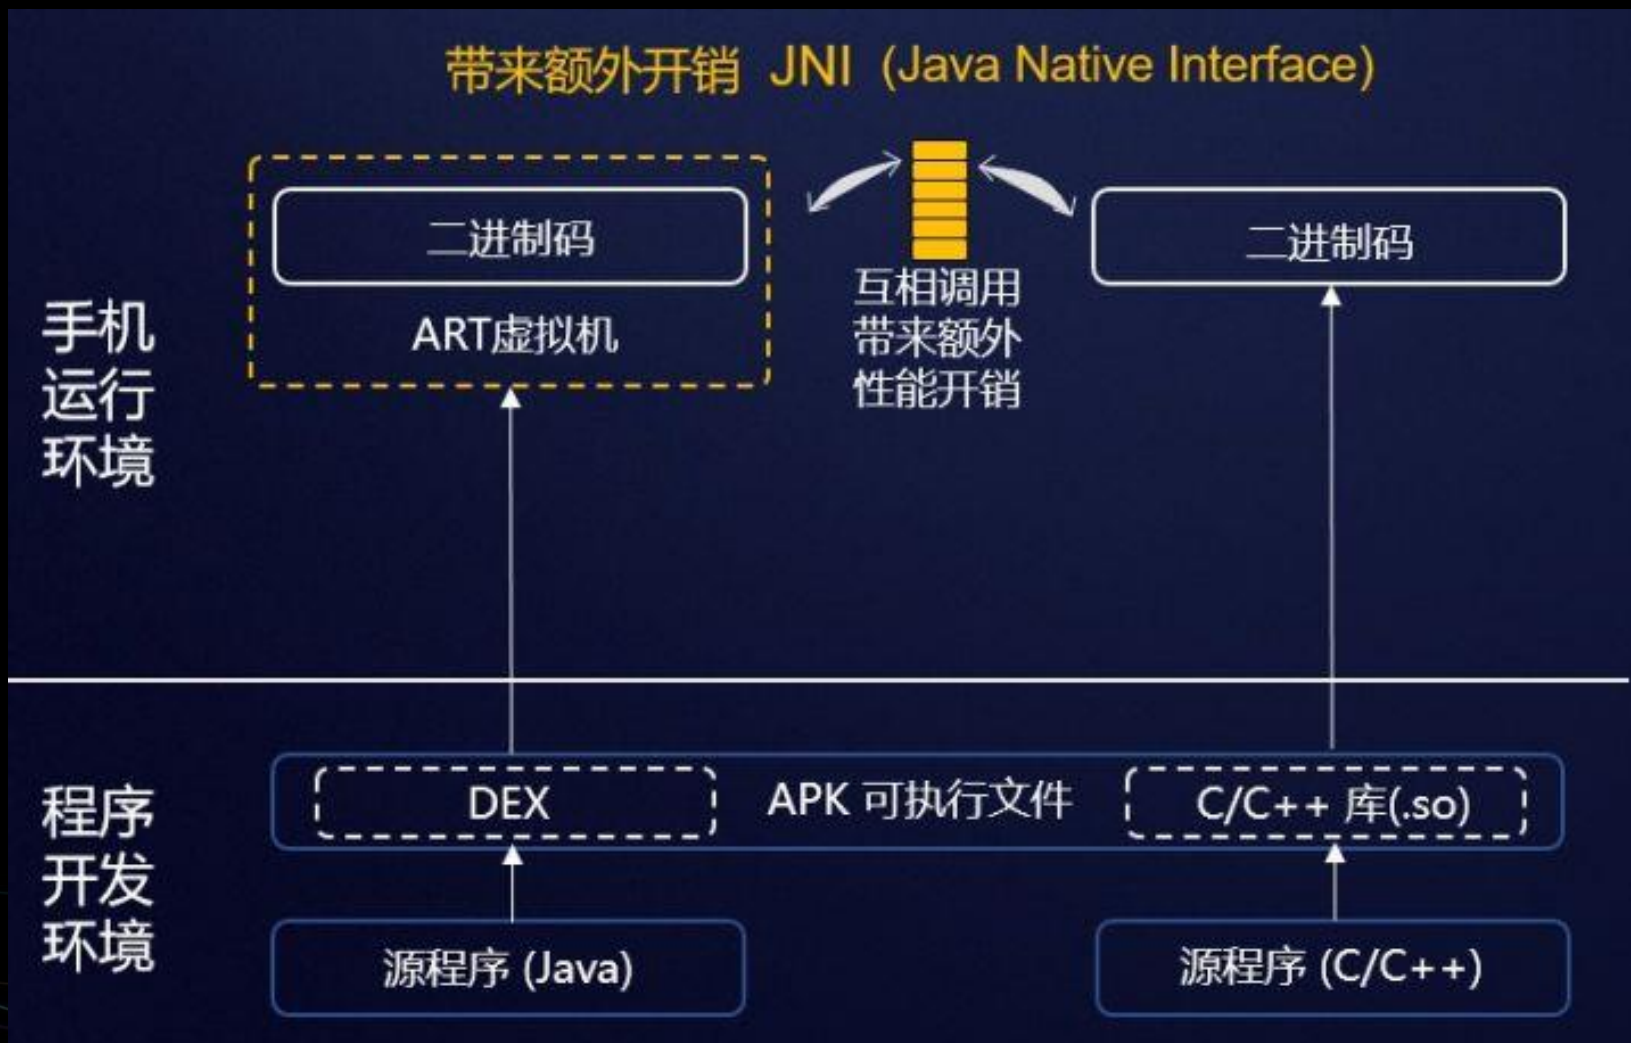 带来额外开销 JNI (Java Native Interface)
二进制码
ART虚拟机
互相调用
带来额外
性能开销
二进制码
手机
运行
环境
DEX
APK 可执行文件
C/C++ 库(.so)
程序
开发
环境
源程序 (Java)
源程序 (C/C++)